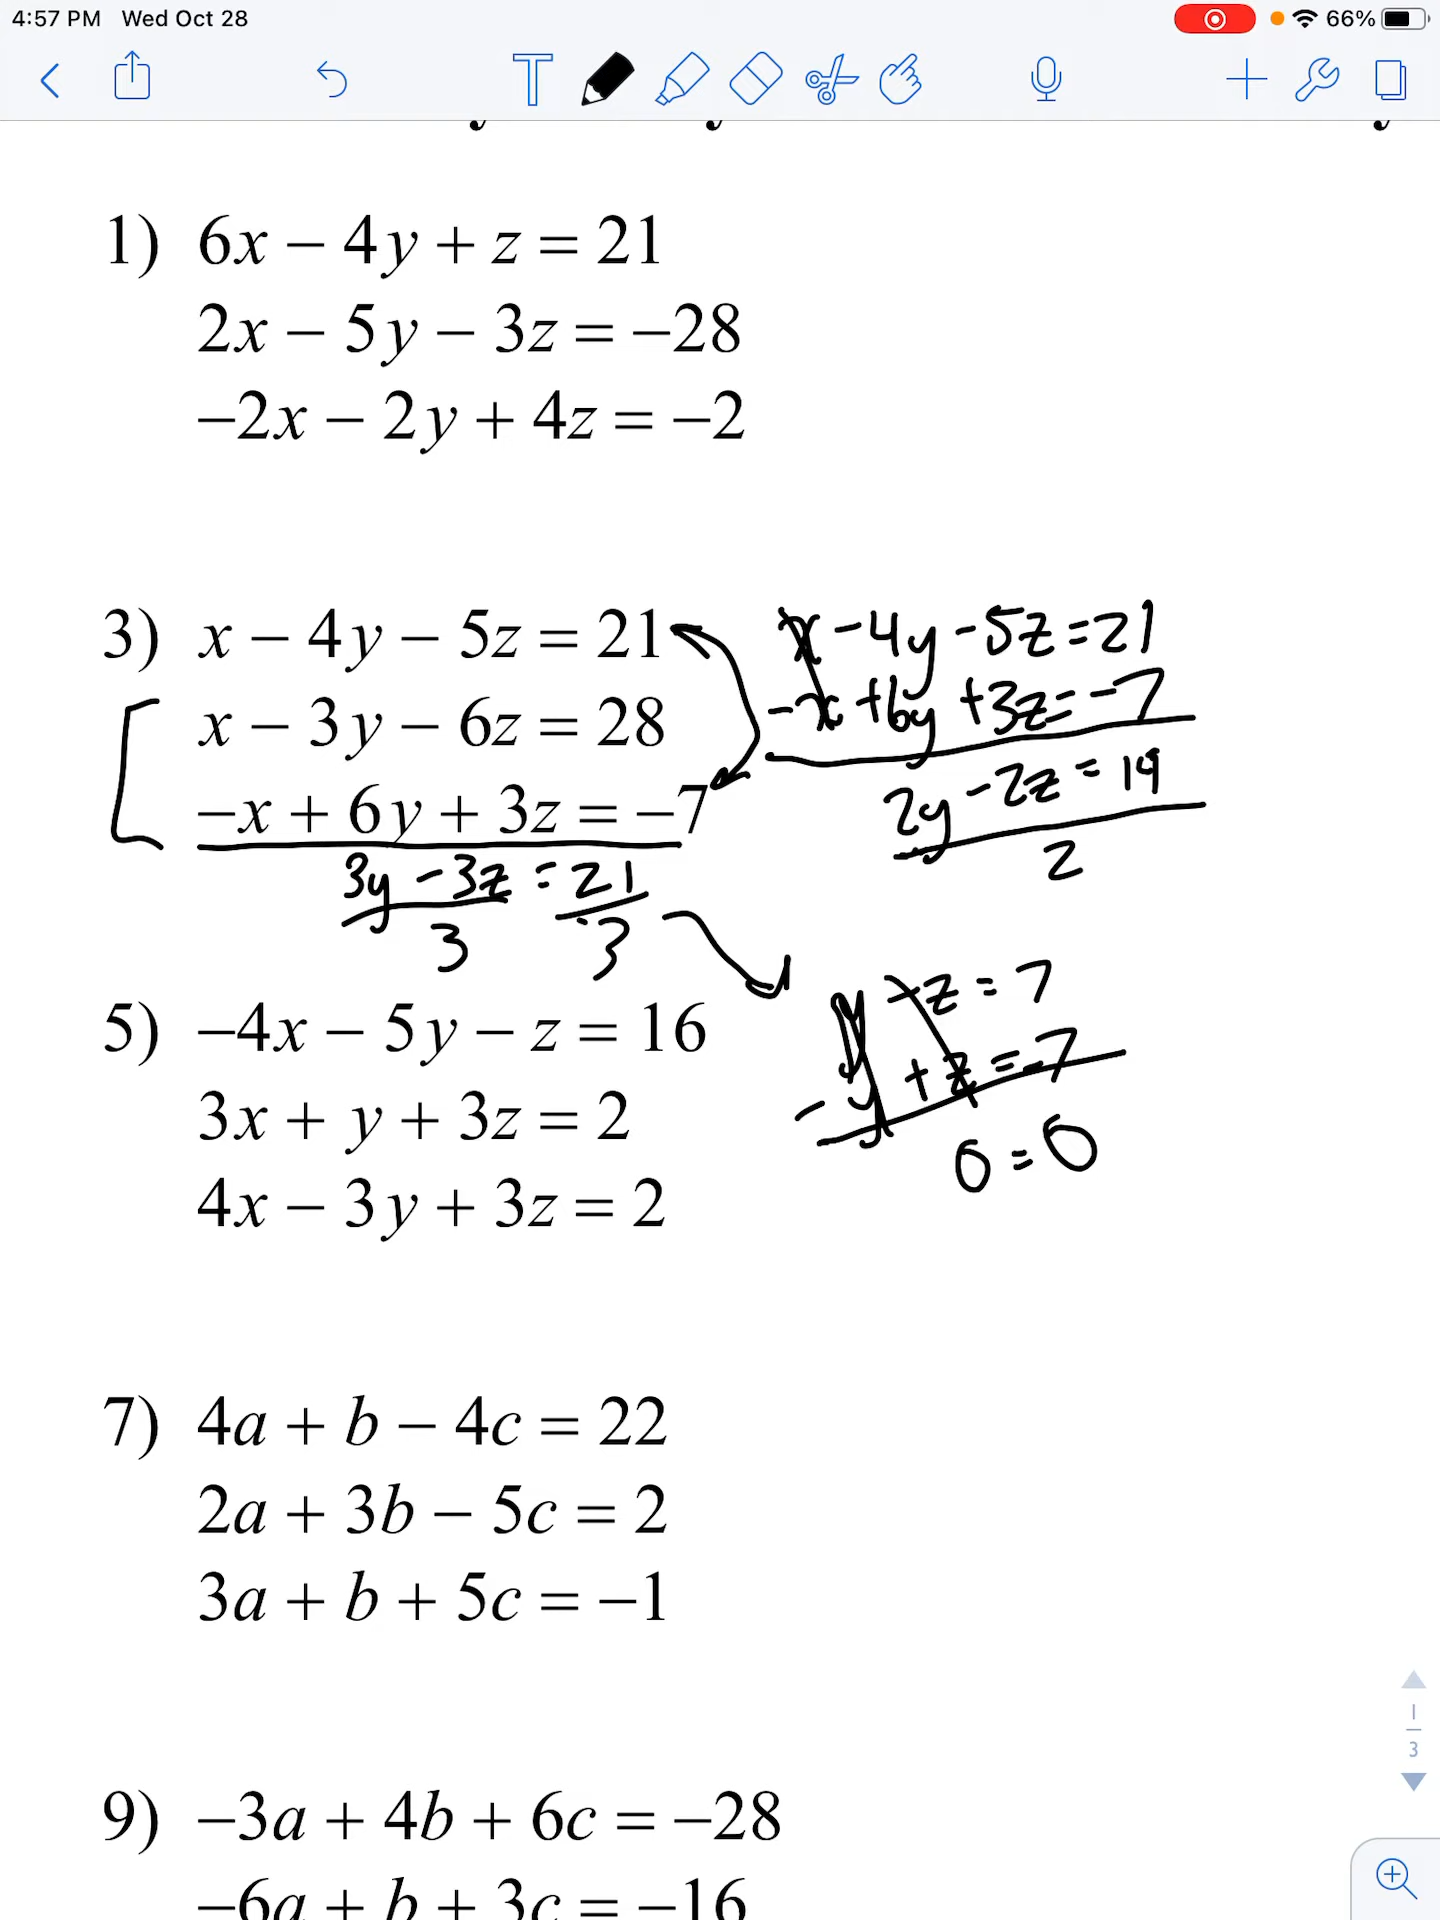 4:57 PM Wed Oct 28 66%
1) 6x − 4y + z = 21
2x − 5y − 3z = −28
−2x − 2y + 4z = −2
3) x − 4y − 5z = 21
x − 3y − 6z = 28
−x + 6y + 3z = −7
3y − 3z = 21
3 3
x − 4y − 5z = 21
−x + 6y + 3z = −7
2y − 2z = 14
2
y − z = 7
− y + z = −7
0 = 0
5) −4x − 5y − z = 16
3x + y + 3z = 2
4x − 3y + 3z = 2
7) 4a + b − 4c = 22
2a + 3b − 5c = 2
3a + b + 5c = −1
1
3
9) −3a + 4b + 6c = −28
−6a + b + 3c = −16